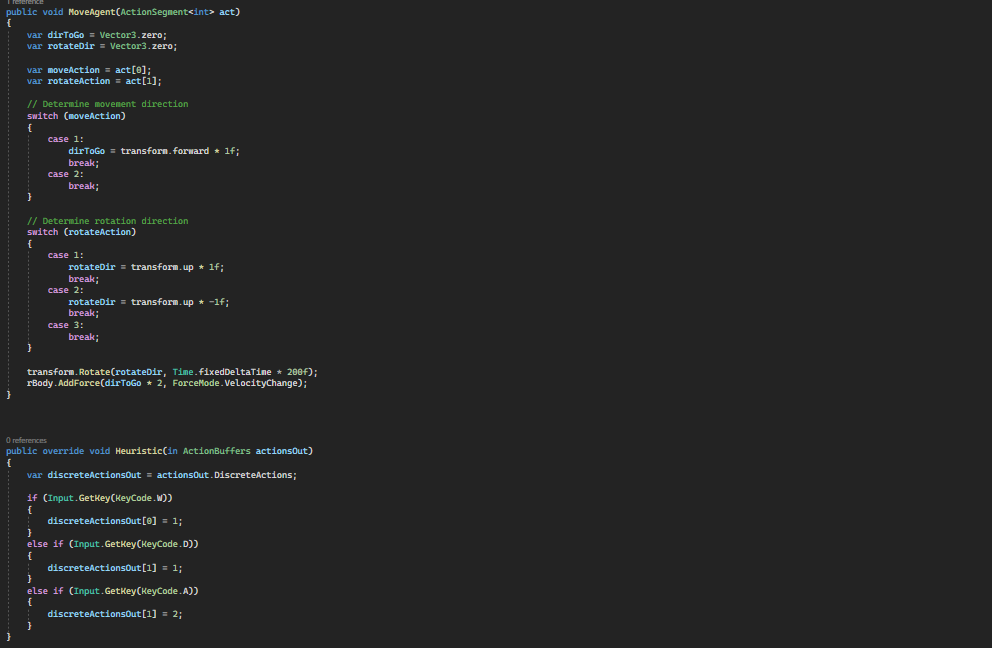 1 reference
public void MoveAgent(ActionSegment<int> act)
{
    var dirToGo = Vector3.zero;
    var rotateDir = Vector3.zero;

    var moveAction = act[0];
    var rotateAction = act[1];

    // Determine movement direction
    switch (moveAction)
    {
        case 1:
            dirToGo = transform.forward * 1f;
            break;
        case 2:
            break;
    }

    // Determine rotation direction
    switch (rotateAction)
    {
        case 1:
            rotateDir = transform.up * 1f;
            break;
        case 2:
            rotateDir = transform.up * -1f;
            break;
        case 3:
            break;
    }

    transform.Rotate(rotateDir, Time.fixedDeltaTime * 200f);
    rBody.AddForce(dirToGo * 2, ForceMode.VelocityChange);
}

0 references
public override void Heuristic(in ActionBuffers actionsOut)
{
    var discreteActionsOut = actionsOut.DiscreteActions;

    if (Input.GetKey(KeyCode.W))
    {
        discreteActionsOut[0] = 1;
    }
    else if (Input.GetKey(KeyCode.D))
    {
        discreteActionsOut[1] = 1;
    }
    else if (Input.GetKey(KeyCode.A))
    {
        discreteActionsOut[1] = 2;
    }
}